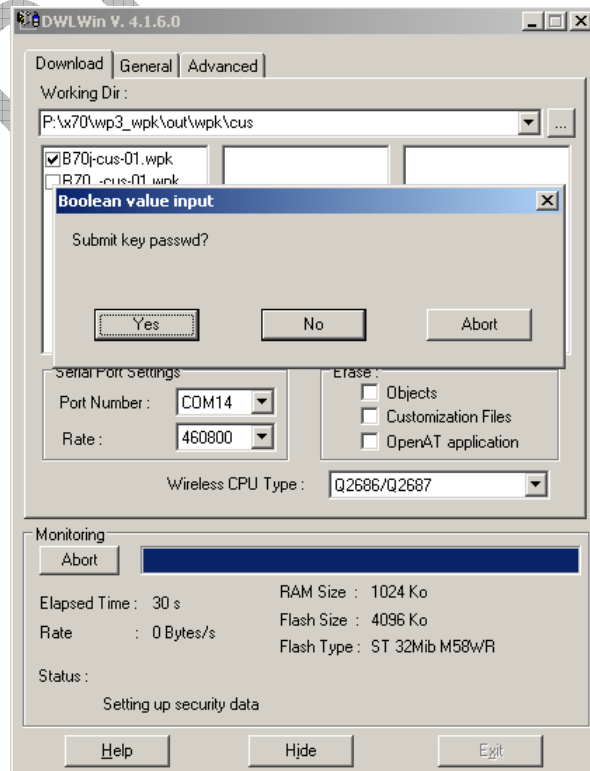 DWLWin V. 4.1.6.0
Download General Advanced
Working Dir :
P:\x70\wp3_wpk\out\wpk\cus ...
B70j-cus-01.wpk
Boolean value input
Submit key passwd?
Yes No Abort
Serial Port Settings Erase :
Port Number : COM14 Objects
Customization Files
Rate : 460800 OpenAT application
Wireless CPU Type : Q2686/Q2687
Monitoring
Abort
Elapsed Time : 30 s RAM Size : 1024 Ko
Rate : 0 Bytes/s Flash Size : 4096 Ko
Flash Type : ST 32Mib M58WR
Status :
Setting up security data
Help Hide Exit